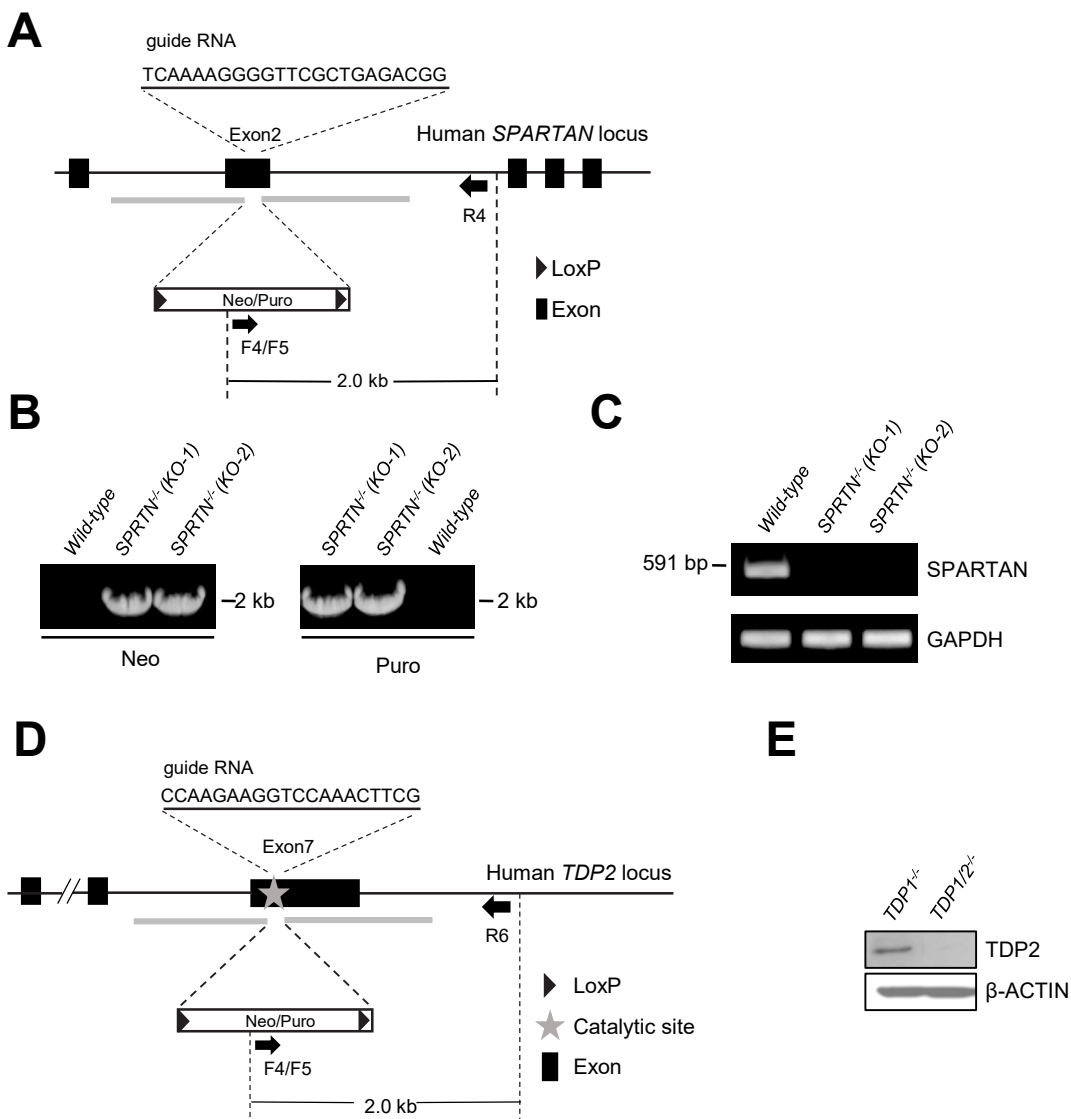 A
guide RNA
TCAAAAGGGGTTCGCTGAGACGG
Exon2
Human SPARTAN locus
R4
LoxP
Neo/Puro
Exon
F4/F5
2.0 kb
B
Wild-type
SPRTN-/- (KO-1)
SPRTN-/- (KO-2)
2 kb
Neo
SPRTN-/- (KO-1)
SPRTN-/- (KO-2)
Wild-type
2 kb
Puro
C
Wild-type
SPRTN-/- (KO-1)
SPRTN-/- (KO-2)
591 bp
SPARTAN
GAPDH
D
guide RNA
CCAAGAAGGTCCAAACTTCG
Exon7
Human TDP2 locus
R6
LoxP
Neo/Puro
Catalytic site
F4/F5
Exon
2.0 kb
E
TDP1-/-
TDP1/2-/-
TDP2
β-ACTIN